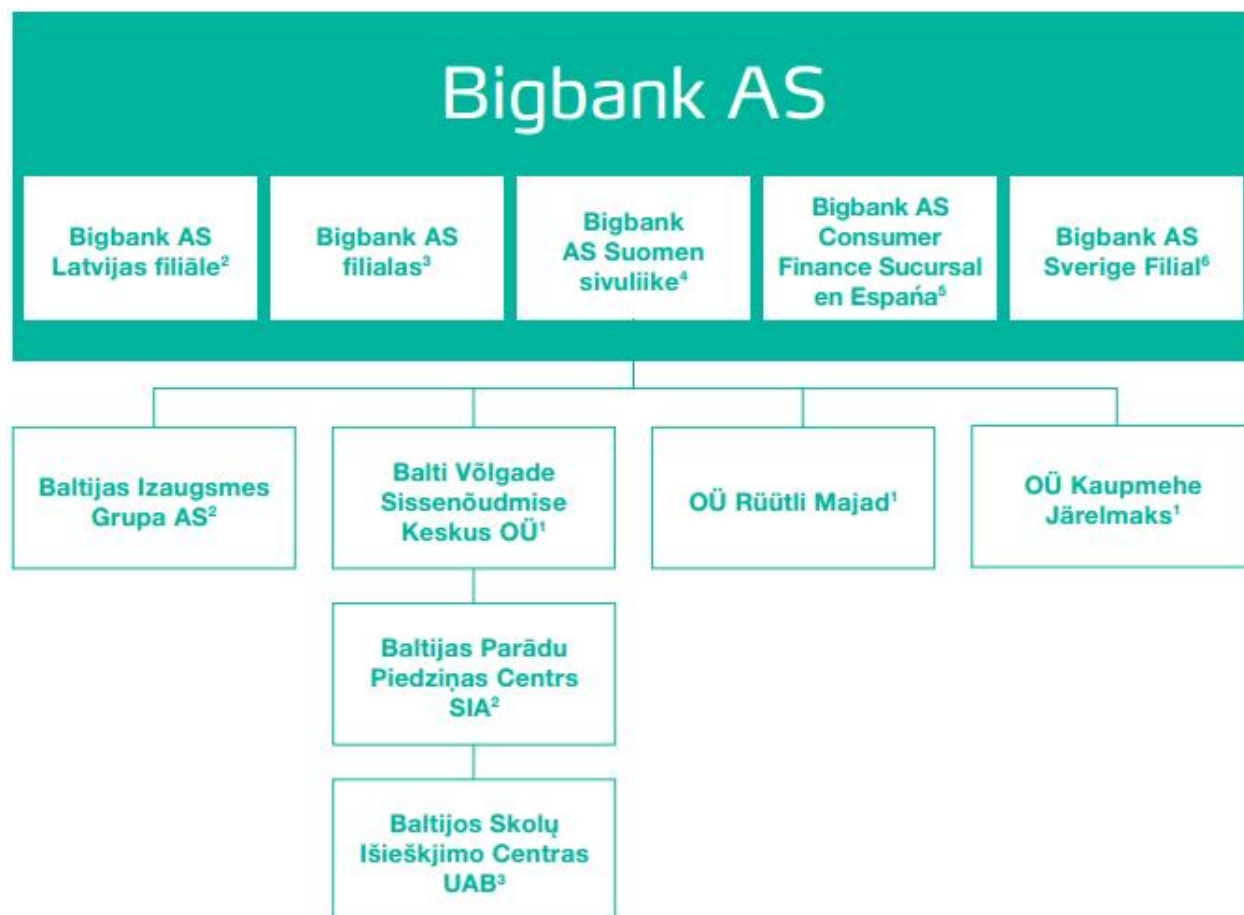 Bigbank AS
Bigbank AS
Latvijas filiāle²
Bigbank AS
filialas³
Bigbank
AS Suomen
sivuliike⁴
Bigbank AS
Consumer
Finance Sucursal
en Espańa⁵
Bigbank AS
Sverige Filial⁶
Baltijas Izaugsmes
Grupa AS²
Balti Võlgade
Sissenõudmise
Keskus OÜ¹
OÜ Rüütli Majad¹
OÜ Kaupmehe
Järelmaks¹
Baltijas Parādu
Piedziņas Centrs
SIA²
Baltijos Skolų
Išieškjimo Centras
UAB³